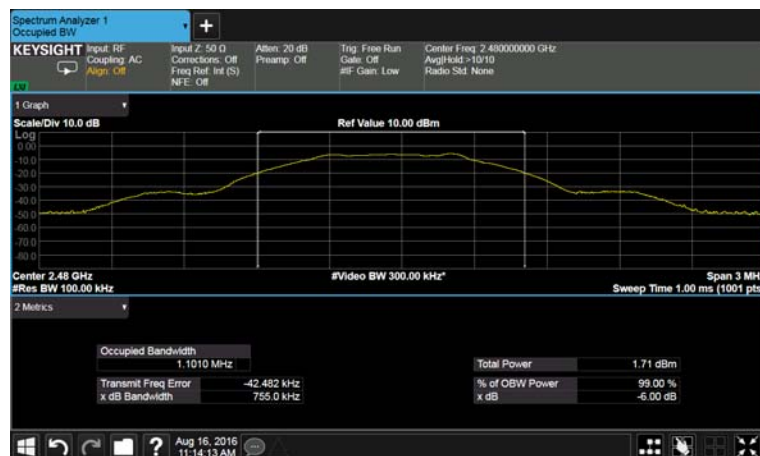 Spectrum Analyzer 1
Occupied BW
+
KEYSIGHT Input: RF Input Z: 50 Ω Atten: 20 dB Trig: Free Run Center Freq: 2.480000000 GHz
Coupling: AC Corrections: Off Preamp: Off Gate: Off Avg|Hold:>10/10
Align: Off Freq Ref: Int (S) #IF Gain: Low Radio Std: None
NFE: Off
LXI
1 Graph
Scale/Div 10.0 dB Ref Value 10.00 dBm
Log
0.00
-10.0
-20.0
-30.0
-40.0
-50.0
-60.0
-70.0
-80.0
Center 2.48 GHz #Video BW 300.00 kHz* Span 3 MH
#Res BW 100.00 kHz Sweep Time 1.00 ms (1001 pts
2 Metrics
Occupied Bandwidth
1.1010 MHz Total Power 1.71 dBm
Transmit Freq Error -42.482 kHz % of OBW Power 99.00 %
x dB Bandwidth 755.0 kHz x dB -6.00 dB
? Aug 16, 2016
11:14:13 AM